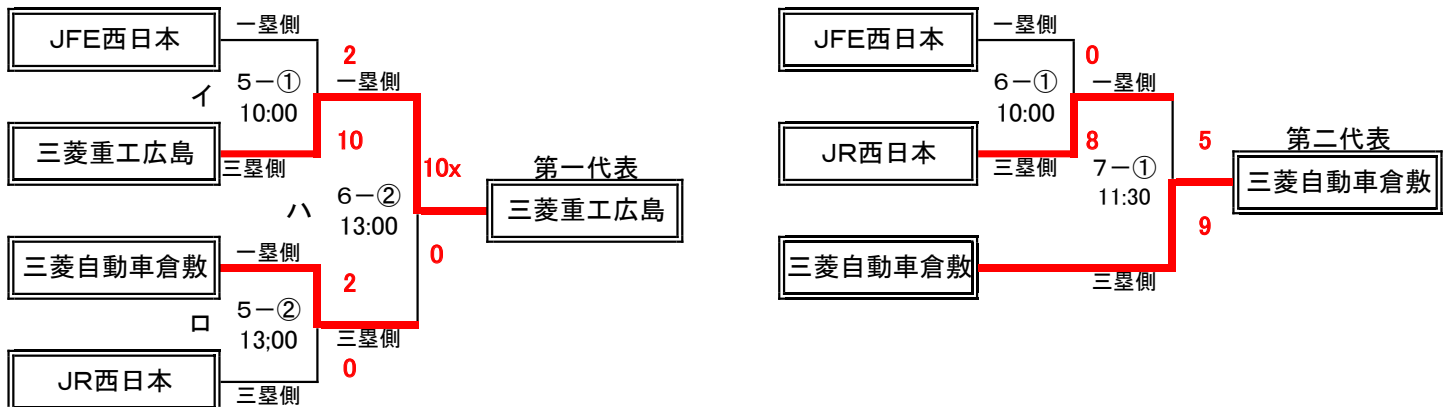 一塁側
JFE西日本
2
5－①
一塁側
イ
10:00
三菱重工広島
10
三塁側
10x
第一代表
6－②
三菱重工広島
ハ
13:00
一塁側
0
三菱自動車倉敷
2
5－②
ロ
13;00
三塁側
0
JR西日本
三塁側
一塁側
JFE西日本
0
6－①
一塁側
10:00
JR西日本
8
5
三塁側
第二代表
7－①
三菱自動車倉敷
11:30
9
三菱自動車倉敷
三塁側